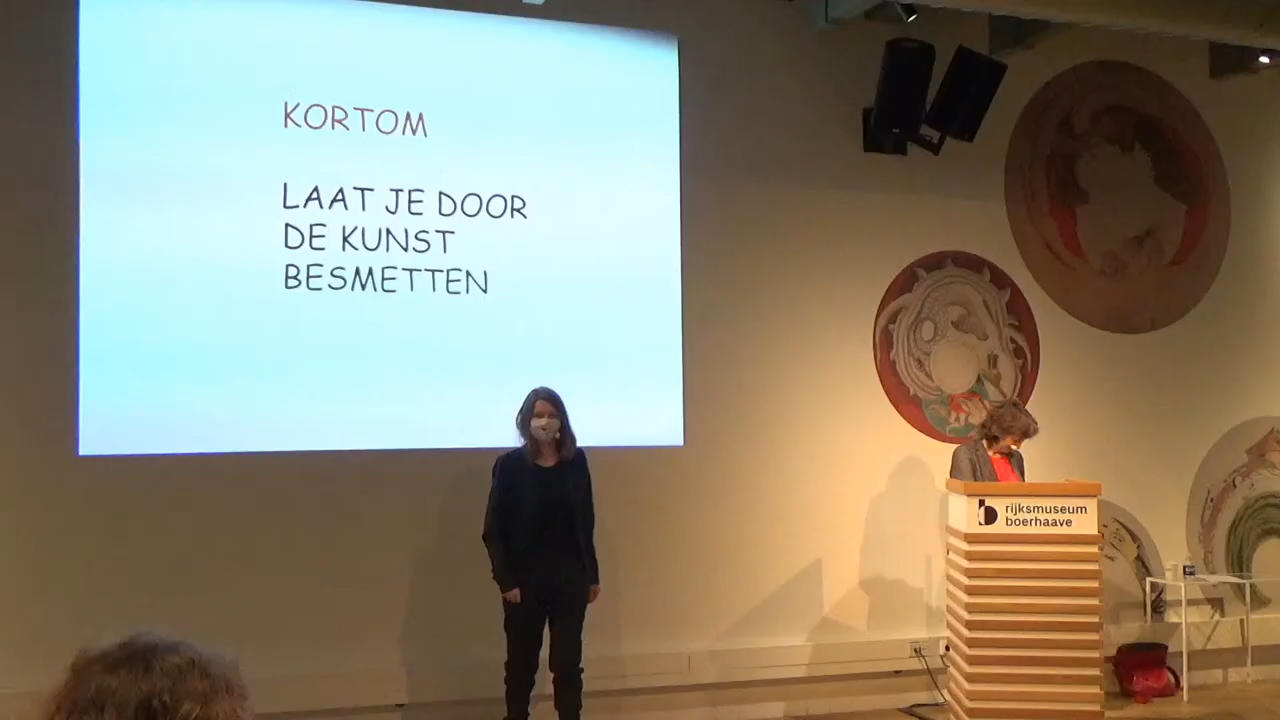 KORTOM
LAAT JE DOOR
DE KUNST
BESMETTEN
rijksmuseum
boerhaave